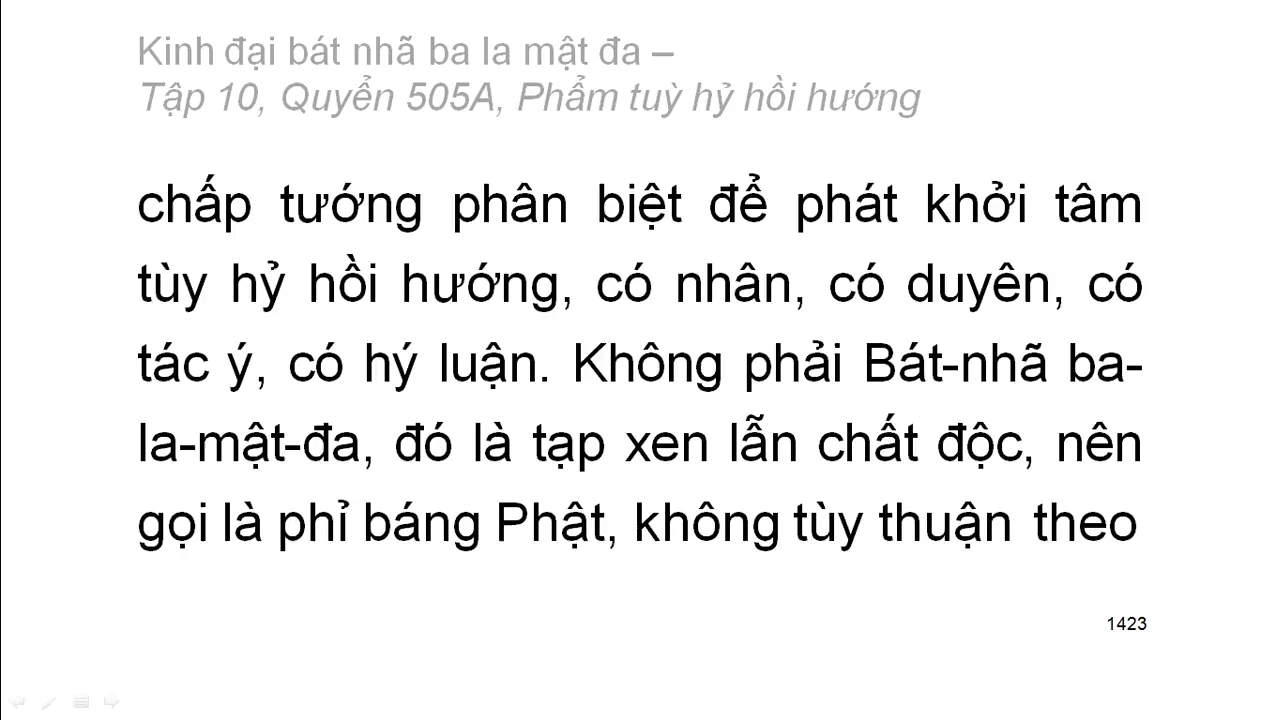 Kinh đại bát nhã ba la mật đa –
Tập 10, Quyển 505A, Phẩm tuỳ hỷ hồi hướng
chấp tướng phân biệt để phát khởi tâm
tùy hỷ hồi hướng, có nhân, có duyên, có
tác ý, có hý luận. Không phải Bát-nhã ba-
la-mật-đa, đó là tạp xen lẫn chất độc, nên
gọi là phỉ báng Phật, không tùy thuận theo
1423